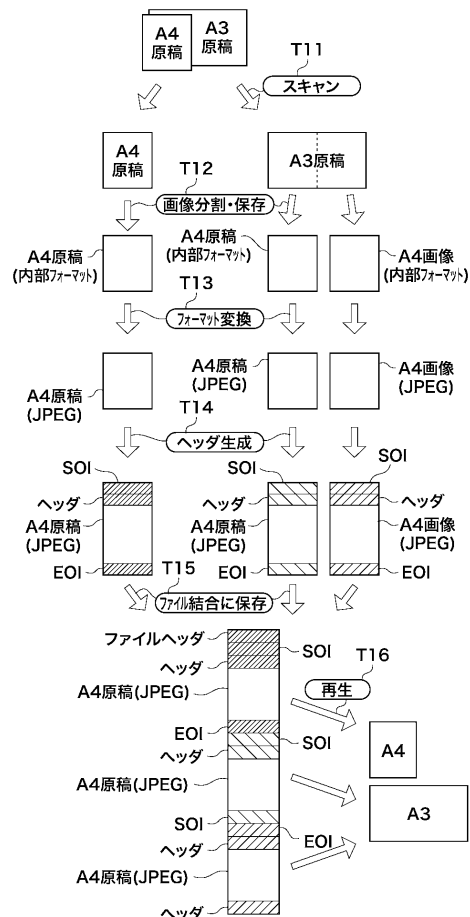 A4
原稿
A3
原稿
T11
スキャン
A4
原稿
A3原稿
T12
画像分割・保存
A4原稿
(内部フォーマット)
A4原稿
(内部フォーマット)
A4画像
(内部フォーマット)
T13
フォーマット変換
A4原稿
(JPEG)
A4原稿
(JPEG)
A4画像
(JPEG)
T14
ヘッダ生成
SOI
SOI
SOI
ヘッダ
ヘッダ
ヘッダ
A4原稿
(JPEG)
A4原稿
(JPEG)
A4画像
(JPEG)
EOI
EOI
EOI
T15
ファイル結合に保存
ファイルヘッダ
SOI
ヘッダ
T16
再生
A4原稿(JPEG)
EOI
SOI
ヘッダ
A4
A4原稿(JPEG)
A3
SOI
EOI
ヘッダ
A4原稿(JPEG)
ヘッダ